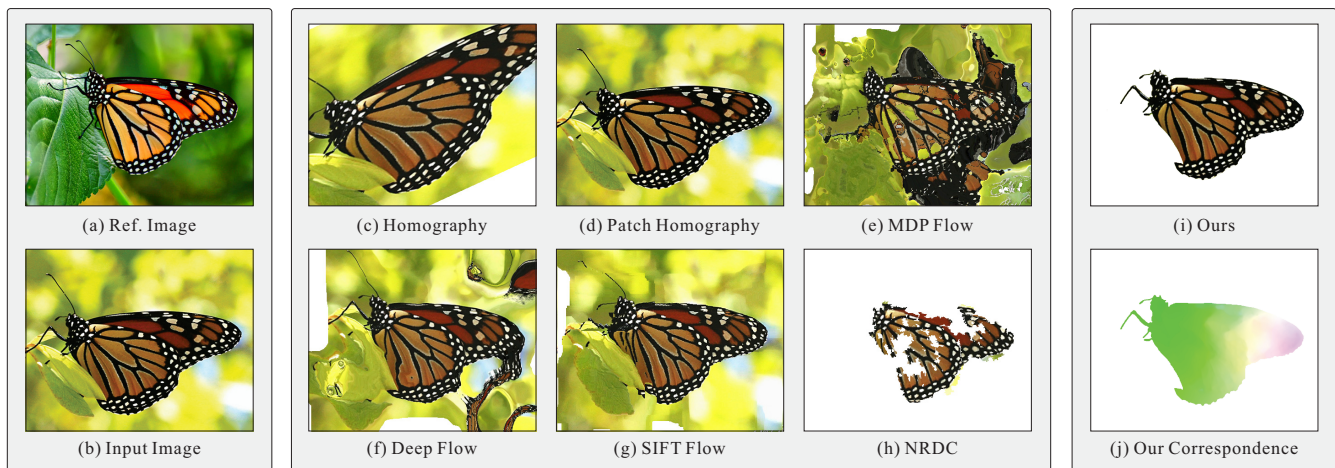 (a) Ref. Image
(b) Input Image
(c) Homography
(d) Patch Homography
(e) MDP Flow
(f) Deep Flow
(g) SIFT Flow
(h) NRDC
(i) Ours
(j) Our Correspondence